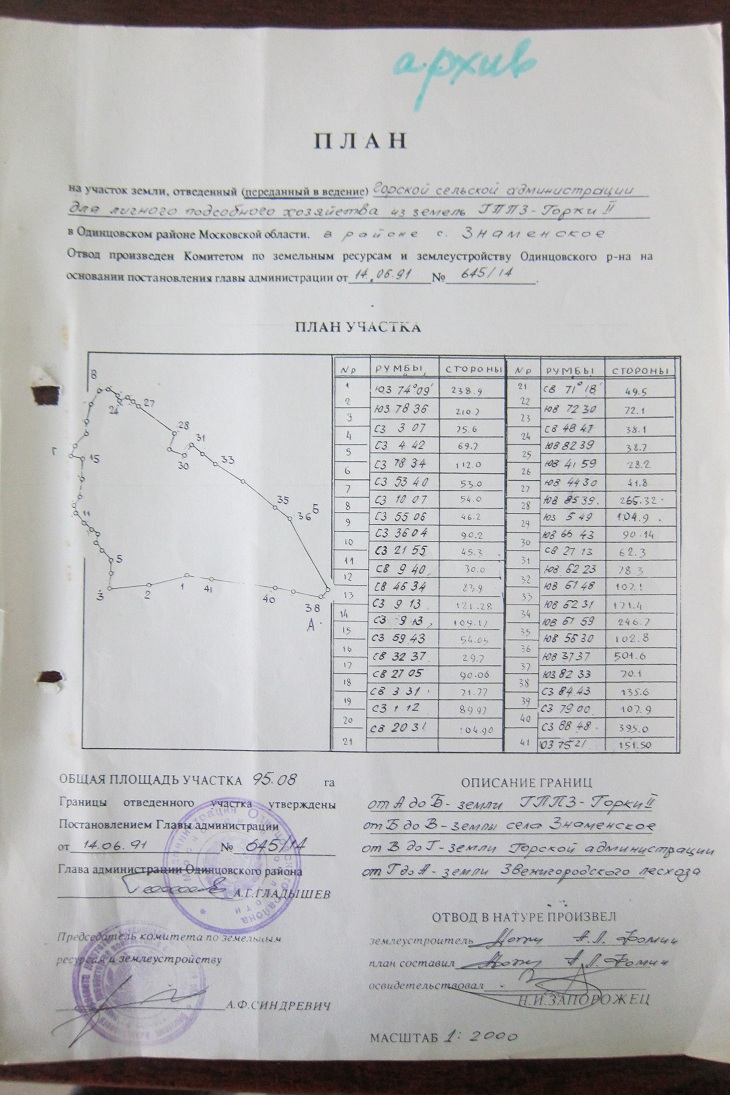 архив
ПЛАН
на участок земли, отведенный (переданный в ведение) Горской сельской администрации
для личного подсобного хозяйства из земель ГППЗ-Горки II
в Одинцовском районе Московской области. в районе с. Знаменское
Отвод произведен Комитетом по земельным ресурсам и землеустройству Одинцовского р-на на
основании постановления главы администрации от 14.06.91 № 645/14.
ПЛАН УЧАСТКА
Nр РУМБЫ СТОРОНЫ Nр РУМБЫ СТОРОНЫ
1 ЮЗ 74°09' 238.9 21 СВ 71°18' 49.5
2 ЮЗ 78 36 210.7 22 ЮВ 72 30 72.1
3 СЗ 3 07 75.6 23 СВ 48 47 38.1
4 СЗ 4 42 69.7 24 ЮВ 82 39 38.7
5 СЗ 78 34 112.0 25 ЮВ 41 59 28.2
6 СЗ 53 40 53.0 26 ЮВ 44 30 41.8
7 СЗ 10 07 54.0 27 ЮВ 85 39 265.32
8 СЗ 55 06 46.2 28 ЮЗ 5 49 104.9
9 СЗ 36 04 90.2 29 ЮВ 66 43 90.14
10 СЗ 21 55 45.3 30 СВ 27 13 62.3
11 СВ 9 40 30.0 31 ЮВ 62 23 78.3
12 СВ 46 34 83.9 32 ЮВ 67 48 107.1
13 СЗ 9 13 121.28 33 ЮВ 62 31 171.4
14 СЗ 9 13 109.17 34 ЮВ 61 59 246.7
15 СЗ 59 43 54.05 35 ЮВ 55 30 102.8
16 СВ 32 37 29.7 36 ЮВ 37 37 501.6
17 СВ 27 05 90.06 37 ЮЗ 82 33 70.1
18 СВ 3 31 71.77 38 СЗ 84 43 135.6
19 СЗ 1 12 89.97 39 СЗ 79 00 107.9
20 СВ 20 31 104.90 40 СЗ 88 48 395.0
21 41 ЮЗ 75 21 151.50
В
24
27
28
31
Г
15
30
33
35
Б
36
11
5
3
2
1
41
40
38
А
ОБЩАЯ ПЛОЩАДЬ УЧАСТКА 95.08 га
Границы отведенного участка утверждены
Постановлением Главы администрации
от 14.06.91 № 645/14
Глава администрации Одинцовского района
А.Г.ГЛАДЫШЕВ
Председатель комитета по земельным
ресурсам и землеустройству
А.Ф.СИНДРЕВИЧ
ОПИСАНИЕ ГРАНИЦ
от А до Б - земли ГППЗ-Горки II
от Б до В - земли села Знаменское
от В до Г - земли Горской администрации
от Г до А - земли Звенигородского лесхоза
ОТВОД В НАТУРЕ ПРОИЗВЕЛ
землеустроитель А.Л. Фомин
план составил А.Л. Фомин
освидетельствовал
Н.И.ЗАПОРОЖЕЦ
МАСШТАБ 1:2000